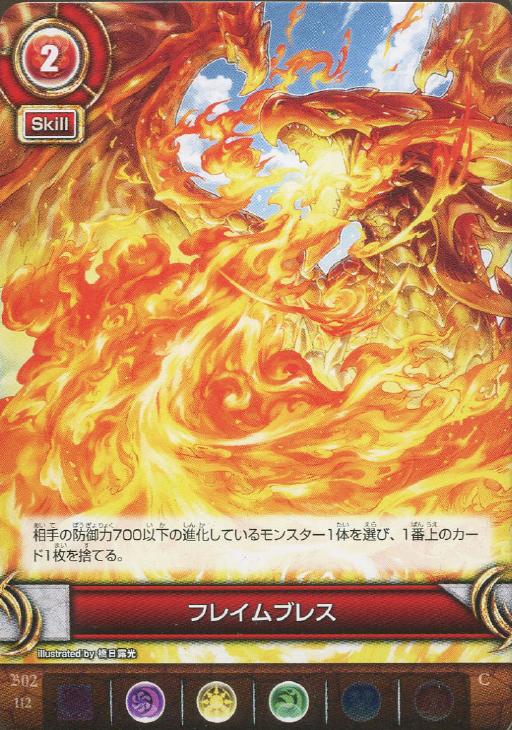 2
Skill
相手の防御力700以下の進化しているモンスター1体を選び、1番上のカー
ド1枚を捨てる。
フレイムブレス
illustrated by 橋日露光
B02
112
C